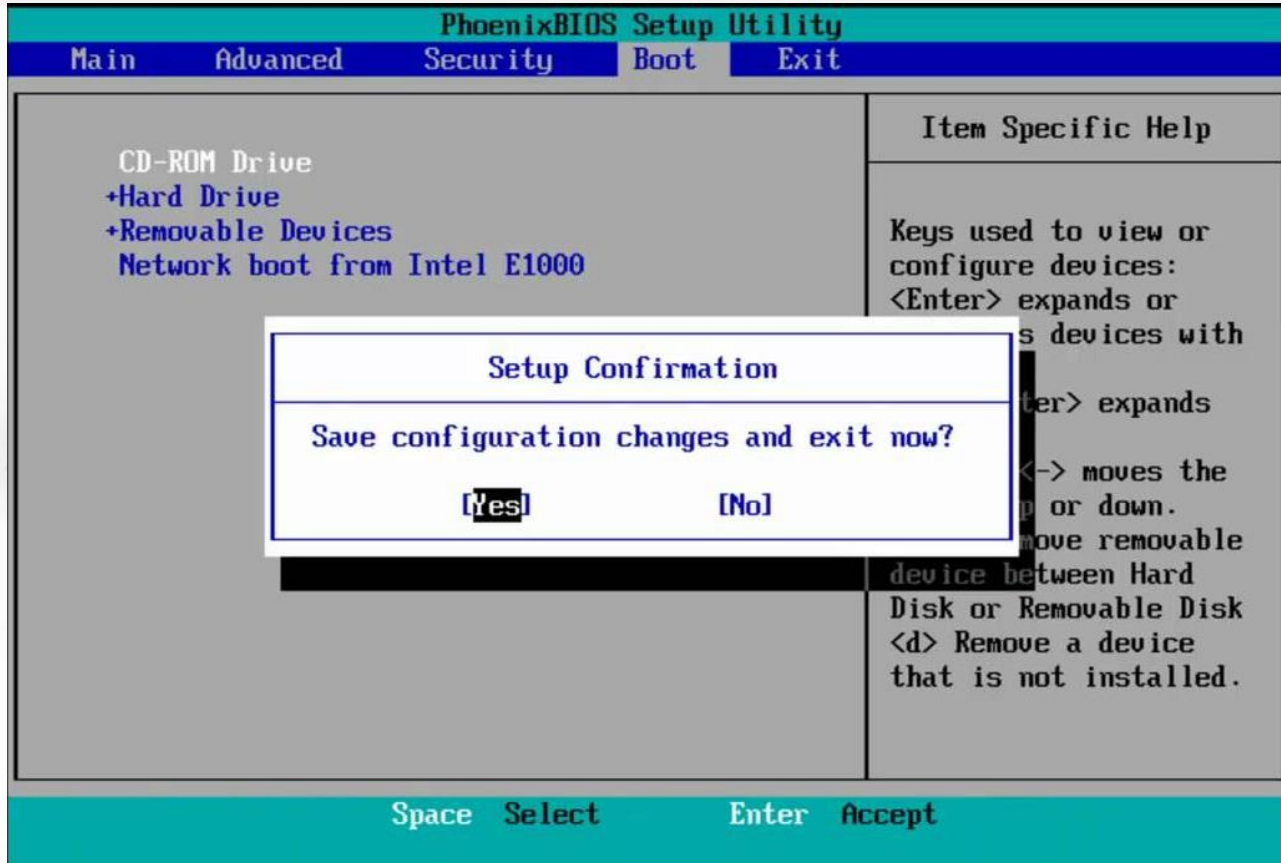 PhoenixBIOS Setup Utility
Main Advanced Security Boot Exit
CD-ROM Drive
+Hard Drive
+Removable Devices
Network boot from Intel E1000
Setup Confirmation
Save configuration changes and exit now?
[Yes] [No]
Item Specific Help
Keys used to view or
configure devices:
<Enter> expands or
devices with
expands
<-> moves the
or down.
move removable
device between Hard
Disk or Removable Disk
<d> Remove a device
that is not installed.
Space Select Enter Accept